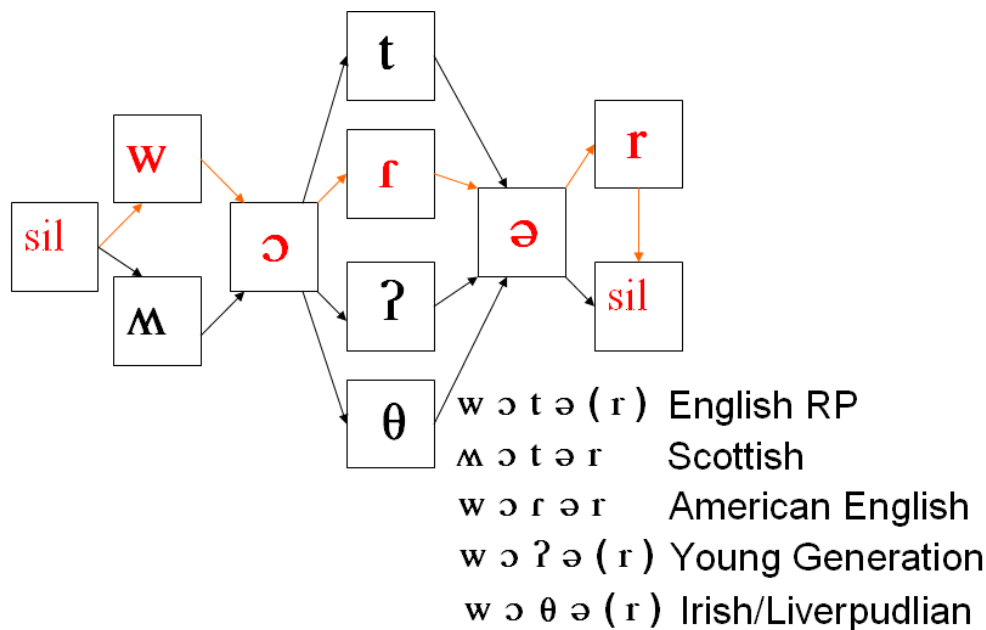 t
w
ɾ
r
sil
ɔ
ə
ʍ
ʔ
sil
θ
w ɔ t ə ( r ) English RP
ʍ ɔ t ə r Scottish
w ɔ ɾ ə r American English
w ɔ ʔ ə ( r ) Young Generation
w ɔ θ ə ( r ) Irish/Liverpudlian